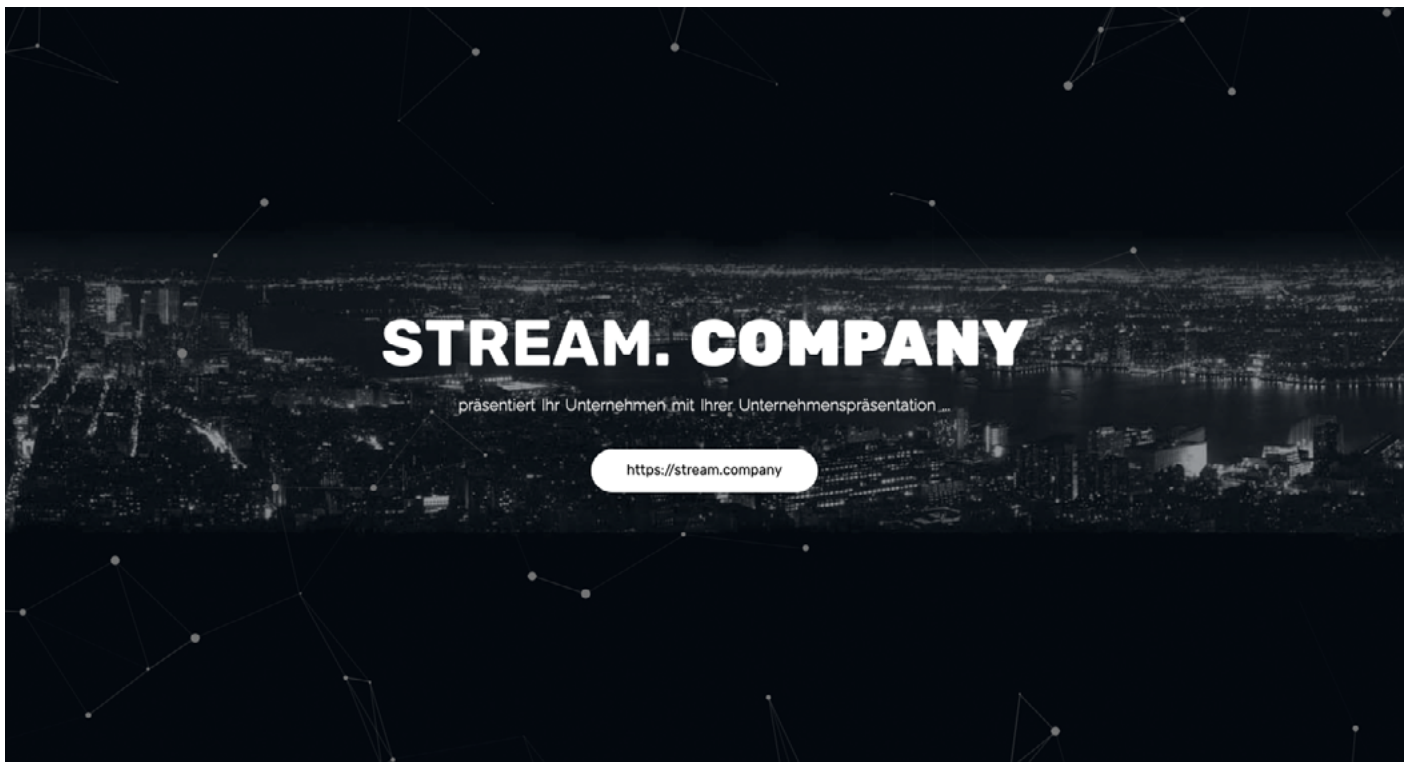 STREAM. COMPANY
präsentiert Ihr Unternehmen mit Ihrer Unternehmenspräsentation ...
https://stream.company